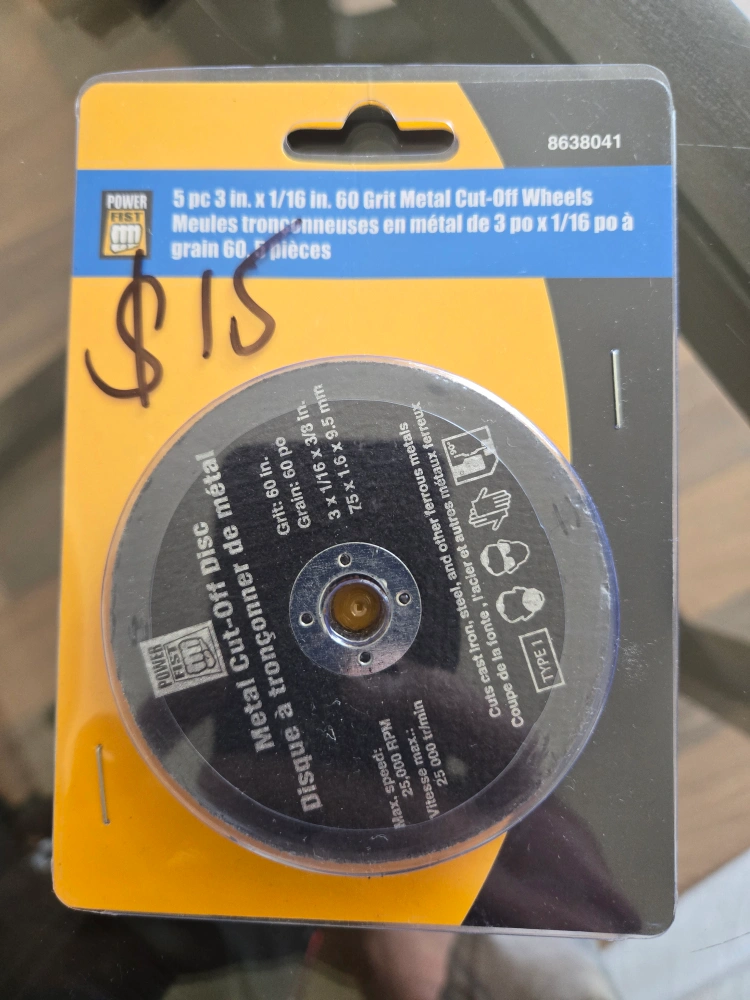 8638041
POWER
FIST
5 pc 3 in. x 1/16 in. 60 Grit Metal Cut-Off Wheels
Meules tronçonneuses en métal de 3 po x 1/16 po à
grain 60, 5 pièces
$15
POWER
FIST
Metal Cut-Off Disc
Disque à tronçonner de métal
Grit: 60 in.
Grain: 60 po
3 x 1/16 x 3/8 in.
75 x 1.6 x 9.5 mm
Max. speed:
25,000 RPM
Vitesse max.:
25 000 tr/min
Cuts cast iron, steel, and other ferrous metals
Coupe de la fonte, l'acier et autres métaux ferreux
90°
TYPE 1